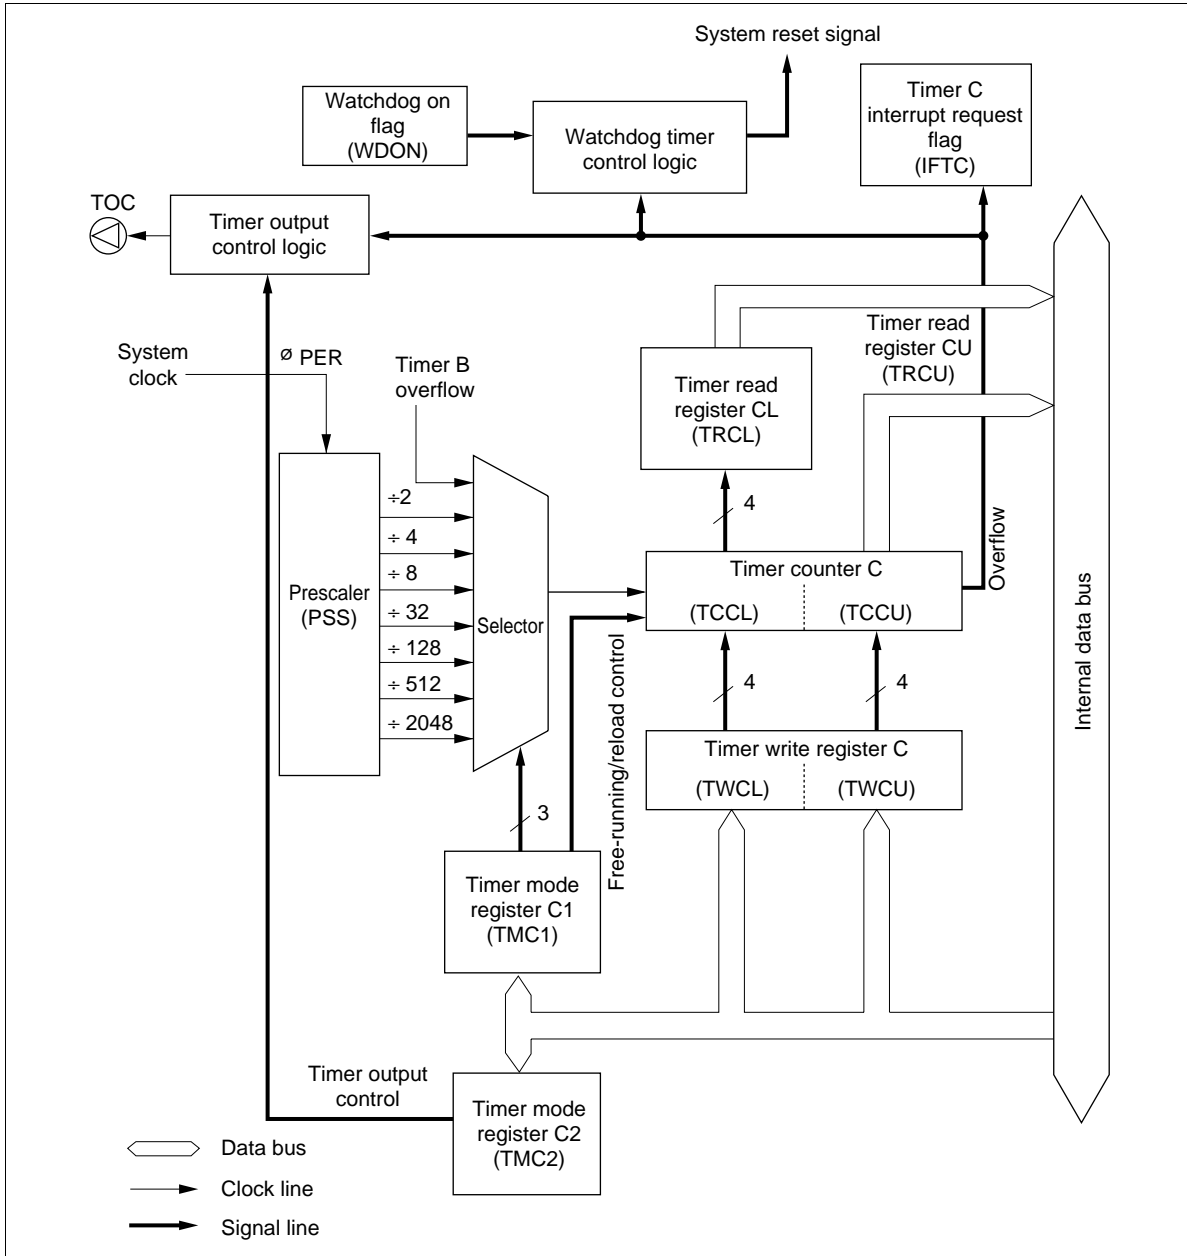 System reset signal
Watchdog on
flag
(WDON)
Watchdog timer
control logic
Timer C
interrupt request
flag
(IFTC)
TOC
Timer output
control logic
System
clock
ø PER
Timer B
overflow
Timer read
register CL
(TRCL)
Timer read
register CU
(TRCU)
Prescaler
(PSS)
÷2
÷ 4
÷ 8
÷ 32
÷ 128
÷ 512
÷ 2048
Selector
4
Timer counter C
(TCCL)
(TCCU)
Overflow
Internal data bus
Free-running/reload control
4
4
Timer write register C
(TWCL)
(TWCU)
3
Timer mode
register C1
(TMC1)
Timer output
control
Timer mode
register C2
(TMC2)
Data bus
Clock line
Signal line